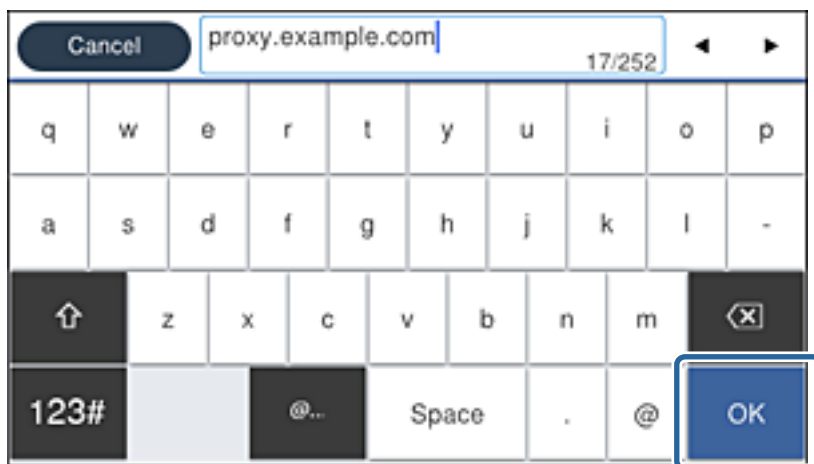 Cancel proxy.example.com 17/252
q w e r t y u i o p
a s d f g h j k l -
z x c v b n m
123# @... Space . @ OK